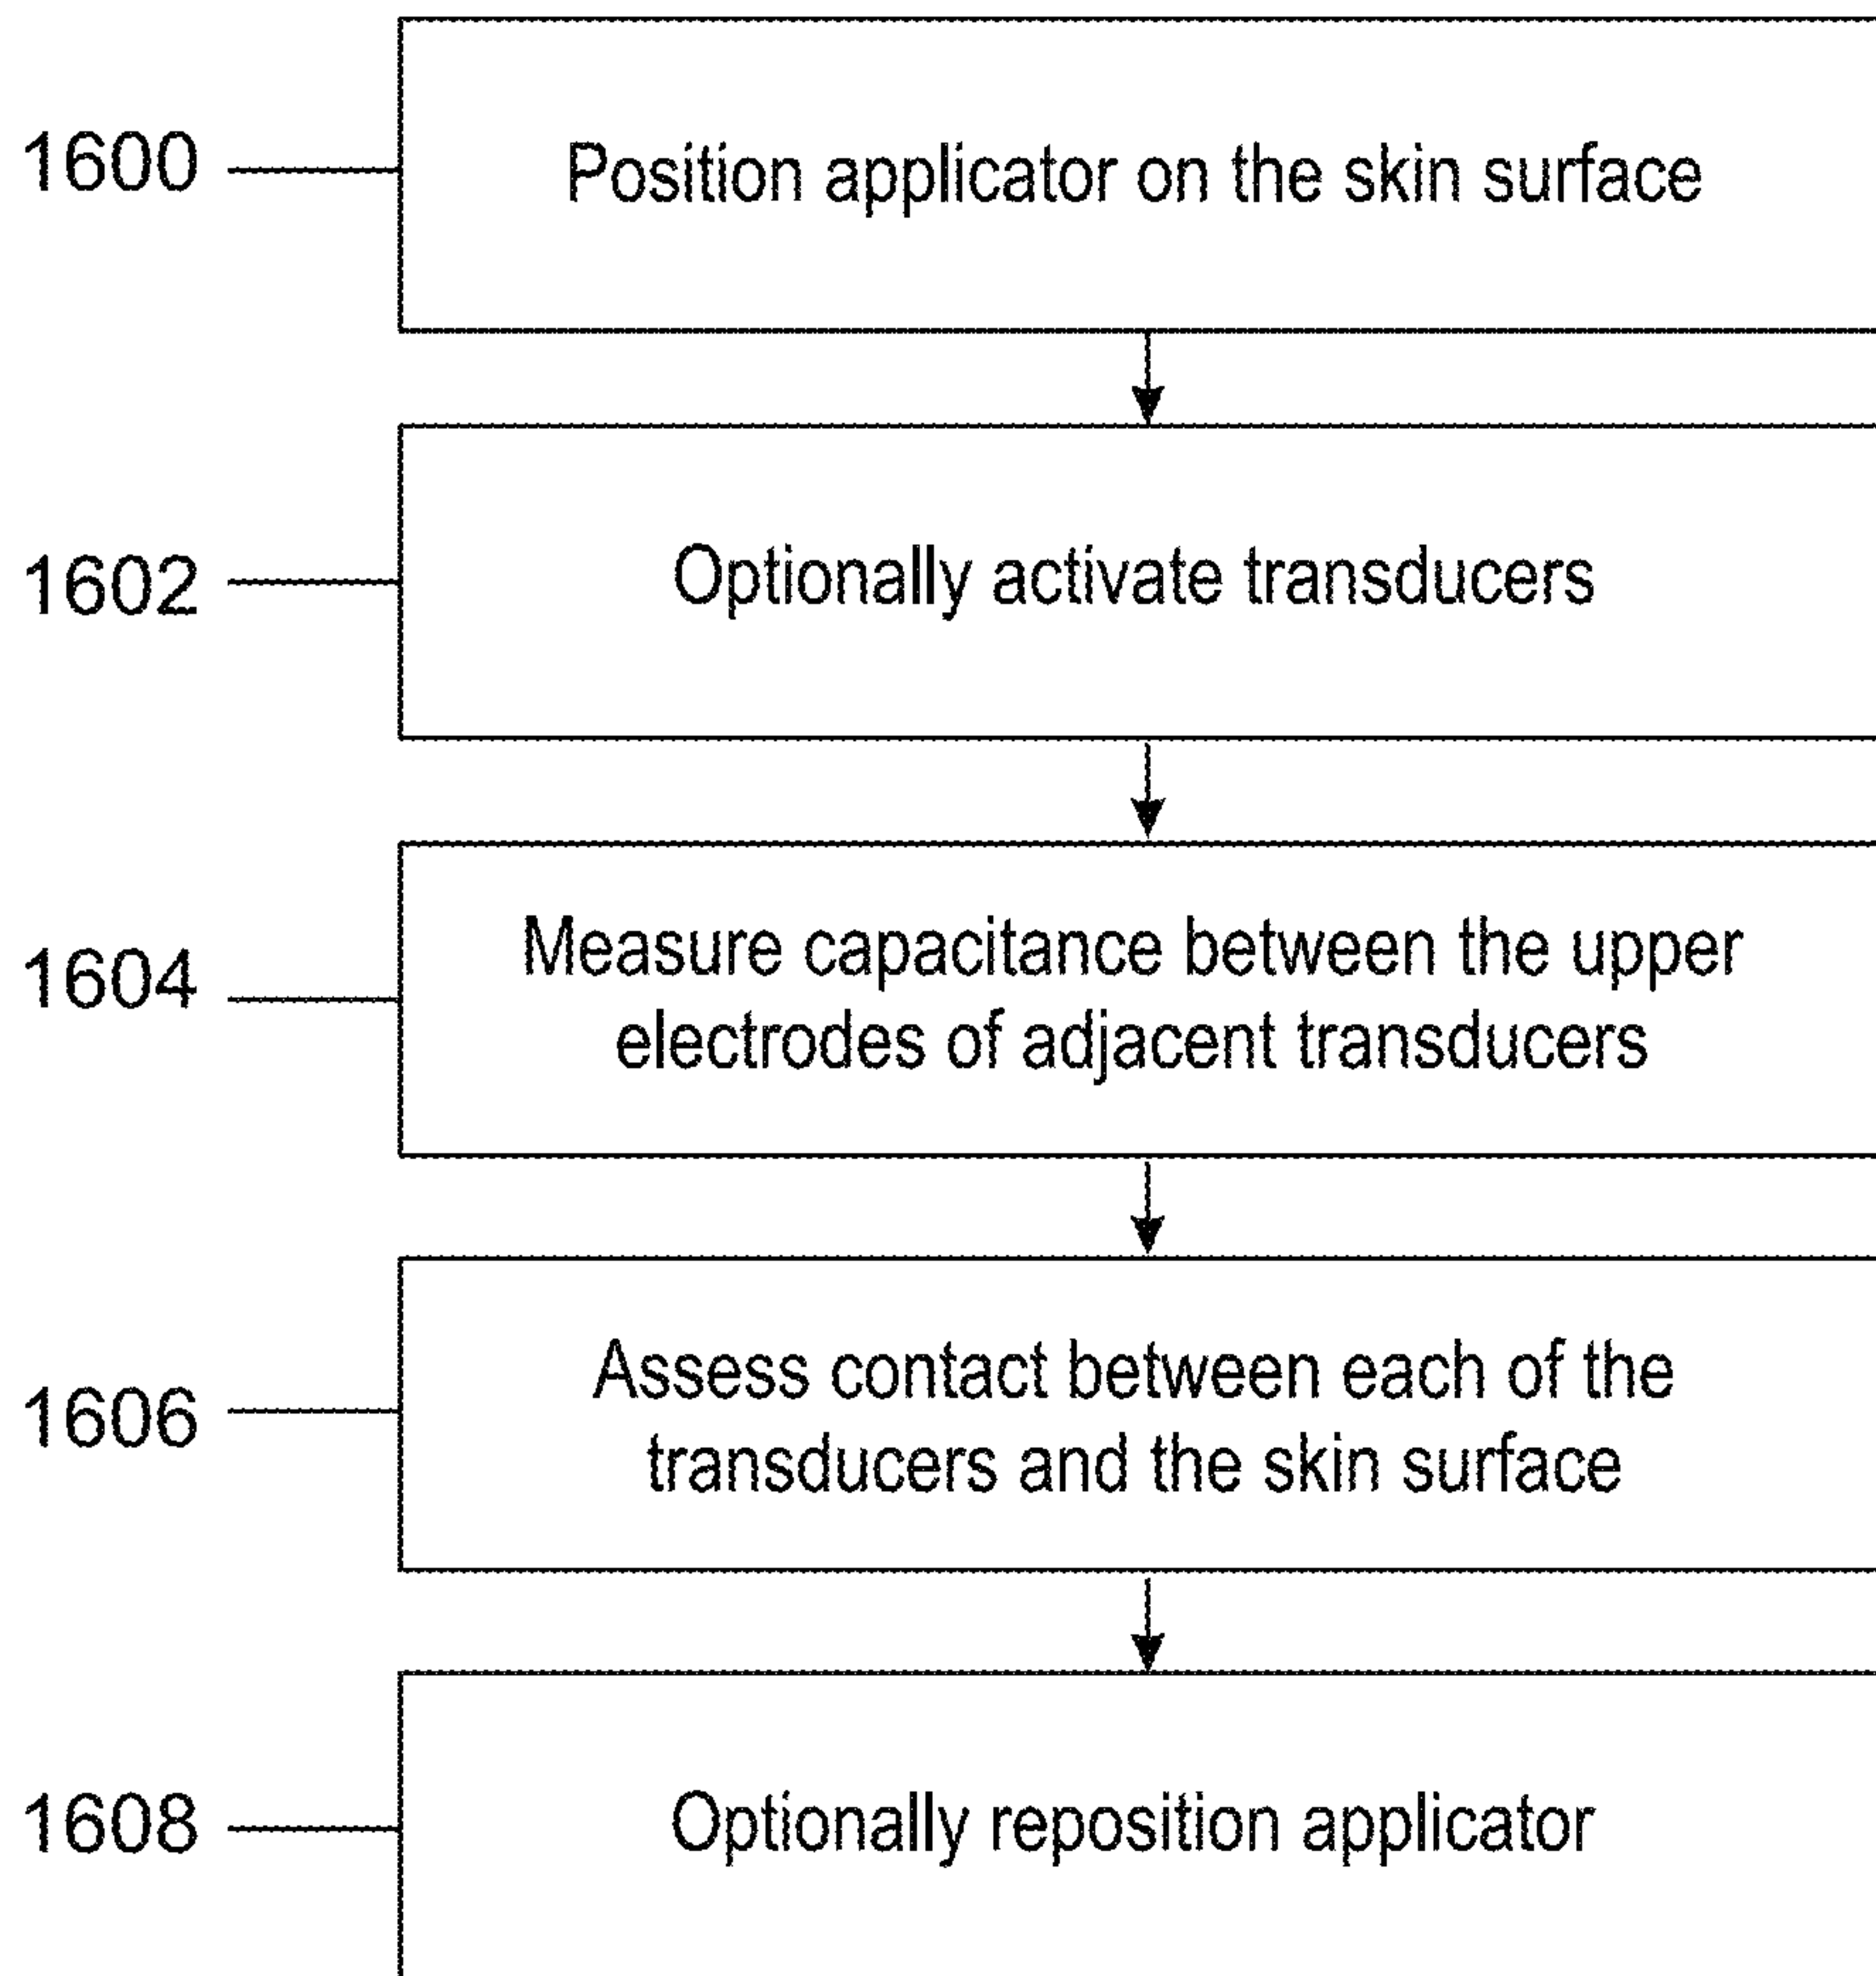 1600
Position applicator on the skin surface
1602
Optionally activate transducers
1604
Measure capacitance between the upper
electrodes of adjacent transducers
1606
Assess contact between each of the
transducers and the skin surface
1608
Optionally reposition applicator